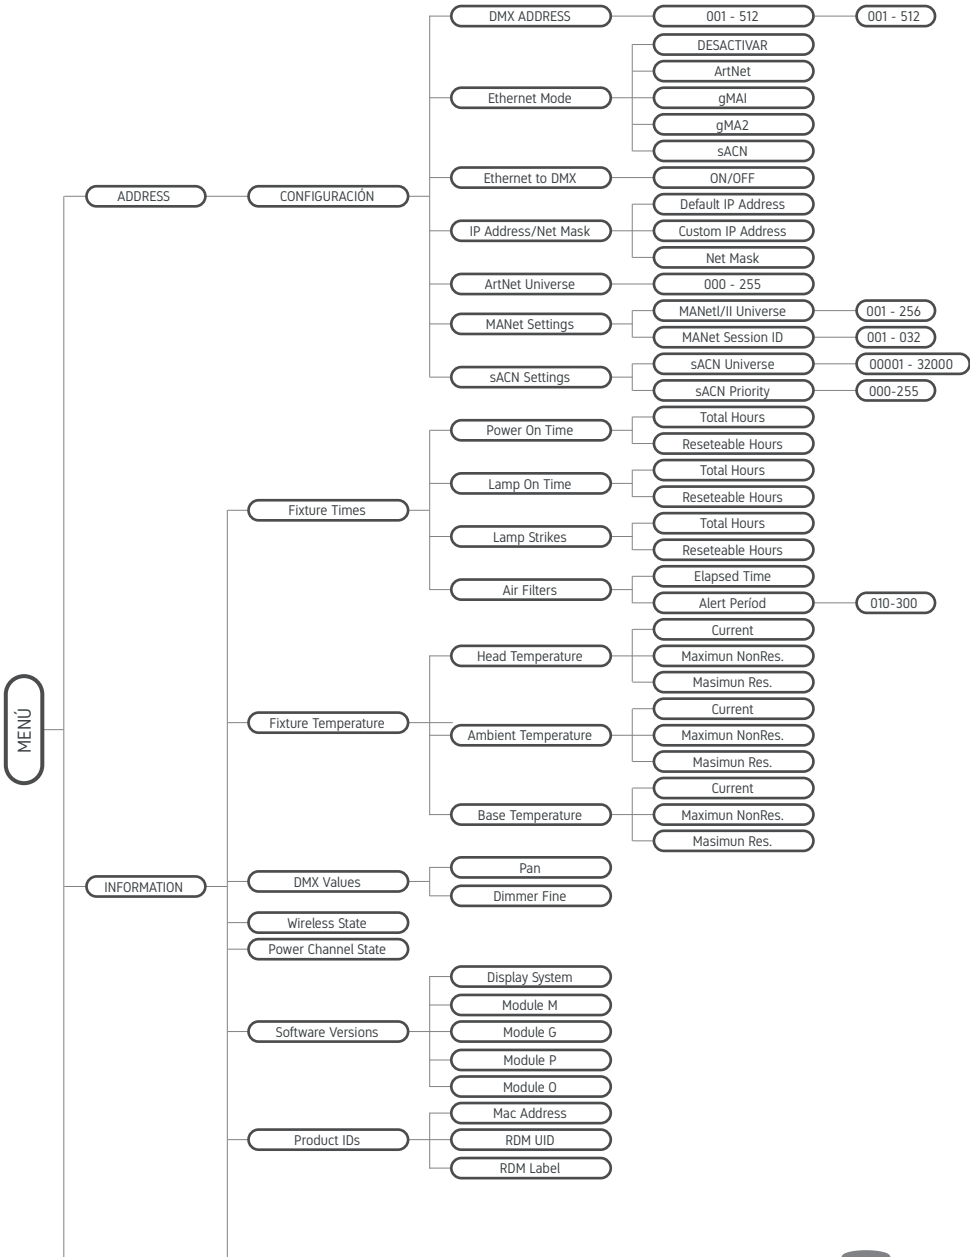 DMX ADDRESS
001 - 512
001 - 512
DESACTIVAR
ArtNet
Ethernet Mode
gMAI
gMA2
sACN
Ethernet to DMX
ON/OFF
ADDRESS
CONFIGURACIÓN
Default IP Address
IP Address/Net Mask
Custom IP Address
Net Mask
ArtNet Universe
000 - 255
MANet Settings
MANetI/II Universe
001 - 256
MANet Session ID
001 - 032
sACN Settings
sACN Universe
00001 - 32000
sACN Priority
000-255
Power On Time
Total Hours
Reseteable Hours
Lamp On Time
Total Hours
Reseteable Hours
Fixture Times
Lamp Strikes
Total Hours
Reseteable Hours
Air Filters
Elapsed Time
Alert Períod
010-300
Head Temperature
Current
Maximun NonRes.
Masimun Res.
MENÚ
Fixture Temperature
Ambient Temperature
Current
Maximun NonRes.
Masimun Res.
Base Temperature
Current
Maximun NonRes.
Masimun Res.
INFORMATION
DMX Values
Pan
Dimmer Fine
Wireless State
Power Channel State
Software Versions
Display System
Module M
Module G
Module P
Module O
Product IDs
Mac Address
RDM UID
RDM Label